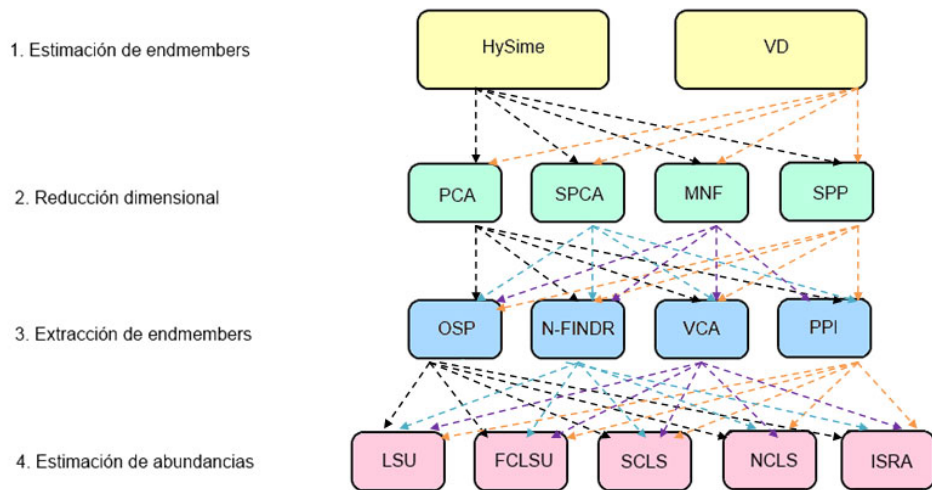 1. Estimación de endmembers
HySime
VD
2. Reducción dimensional
PCA
SPCA
MNF
SPP
3. Extracción de endmembers
OSP
N-FINDR
VCA
PPI
4. Estimación de abundancias
LSU
FCLSU
SCLS
NCLS
ISRA